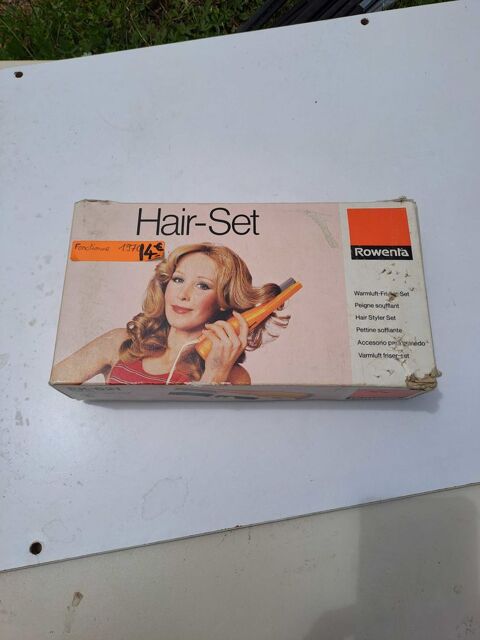 Hair-Set
Fonctionne 1970 14€
Rowenta
Warmluft-Frisier-Set
Peigne soufflant
Hair Styler Set
Pettine soffiante
Accesorio para
Varmluft friser-set